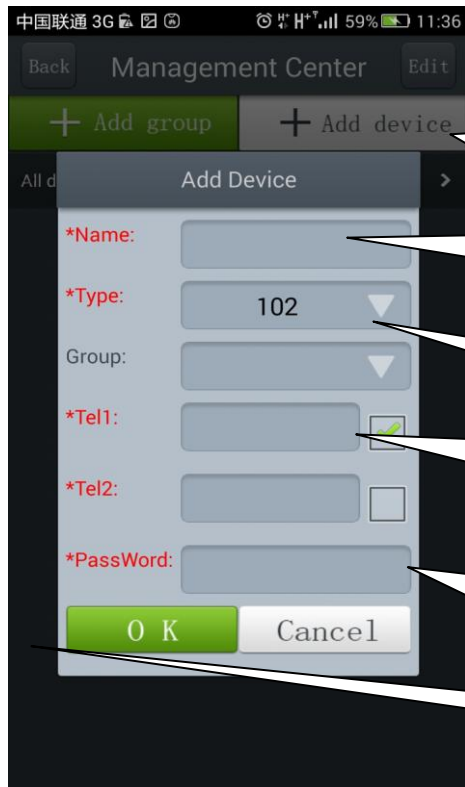 中国联通 3G 59% 11:36
Back Management Center Edit
+ Add group + Add device
All d >
Add Device
*Name:
*Type: 102
Group:
*Tel1:
*Tel2:
*PassWord:
O K Cancel